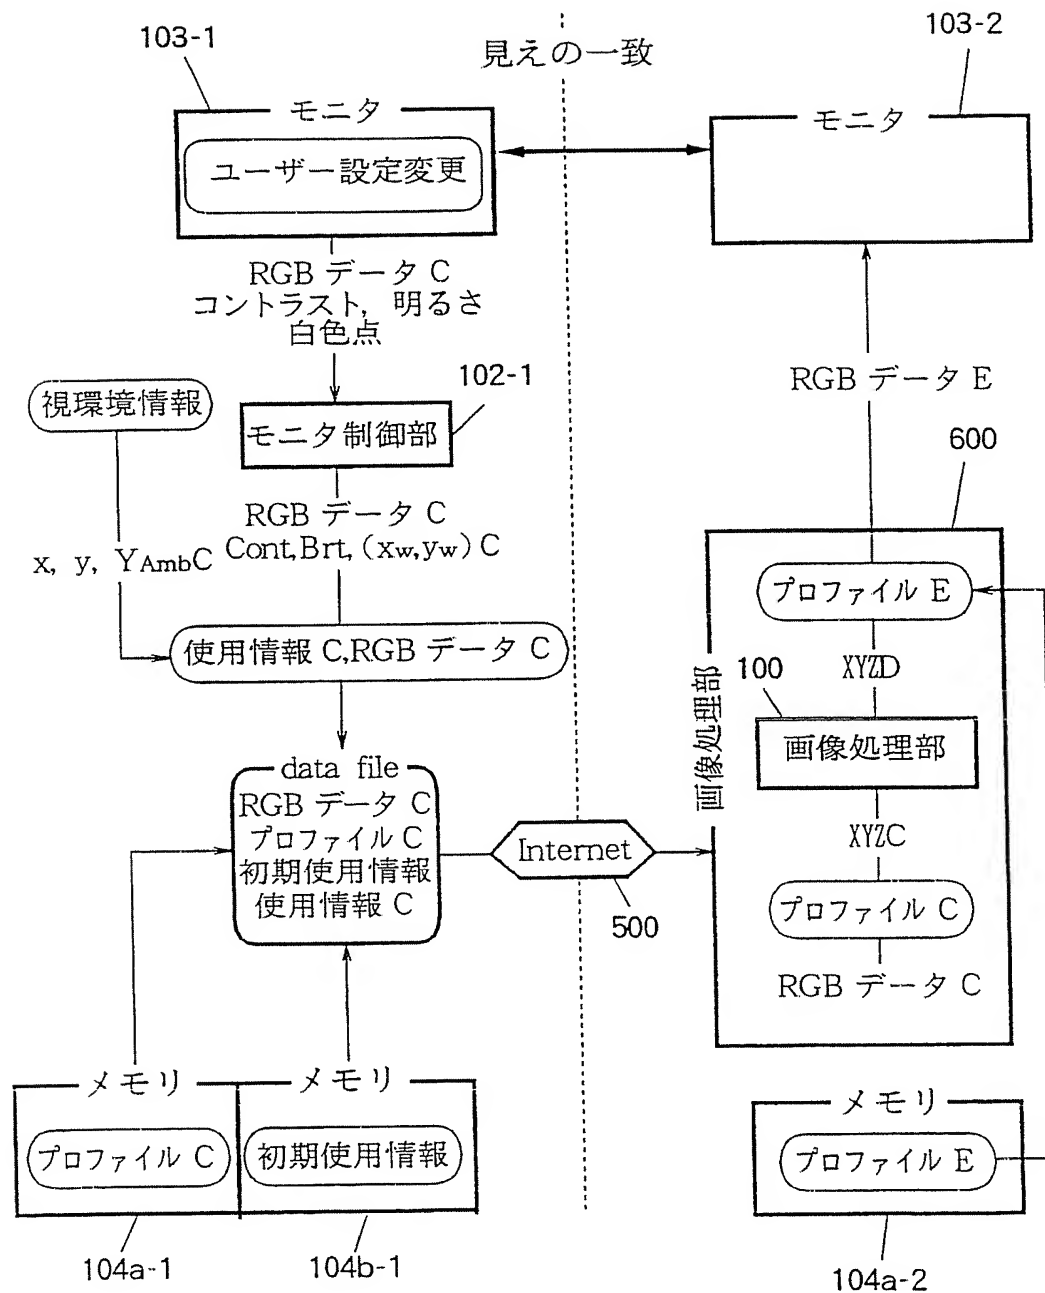 103-1
見えの一致
103-2
モニタ
ユーザー設定変更
モニタ
RGB データ C
コントラスト, 明るさ
白色点
視環境情報
102-1
モニタ制御部
RGB データ E
600
RGB データ C
Cont,Brt,(xw,yw) C
x, y, YAmbC
使用情報 C,RGB データ C
プロファイル E
XYZD
100
画像処理部
画像処理部
XYZC
プロファイル C
RGB データ C
data file
RGB データ C
プロファイル C
初期使用情報
使用情報 C
Internet
500
メモリ
プロファイル C
メモリ
初期使用情報
メモリ
プロファイル E
104a-1
104b-1
104a-2